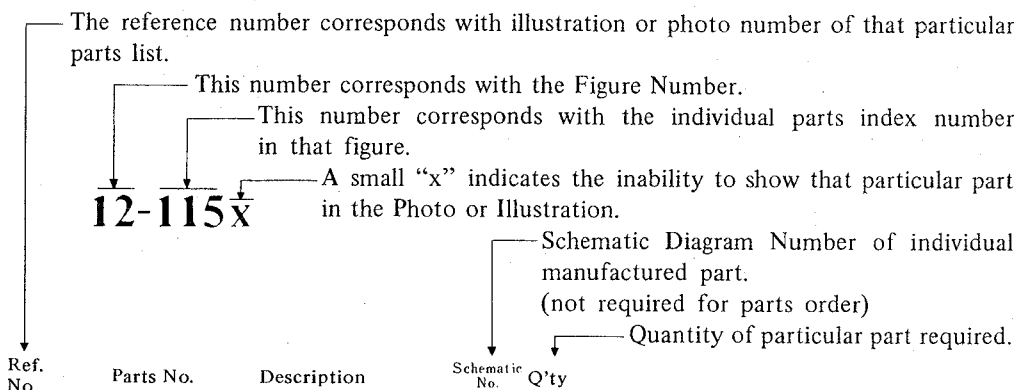 The reference number corresponds with illustration or photo number of that particular
parts list.
This number corresponds with the Figure Number.
This number corresponds with the individual parts index number
in that figure.
A small “x” indicates the inability to show that particular part
in the Photo or Illustration.
12-115x
Schematic Diagram Number of individual
manufactured part.
(not required for parts order)
Quantity of particular part required.
Ref. No. Parts No. Description Schematic No. Q'ty